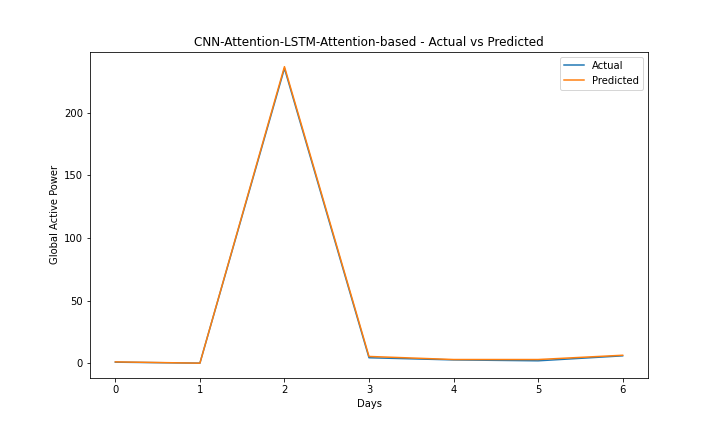 CNN-Attention-LSTM-Attention-based - Actual vs Predicted
Actual
Predicted
200
150
100
50
0
Global Active Power
0 1 2 3 4 5 6
Days